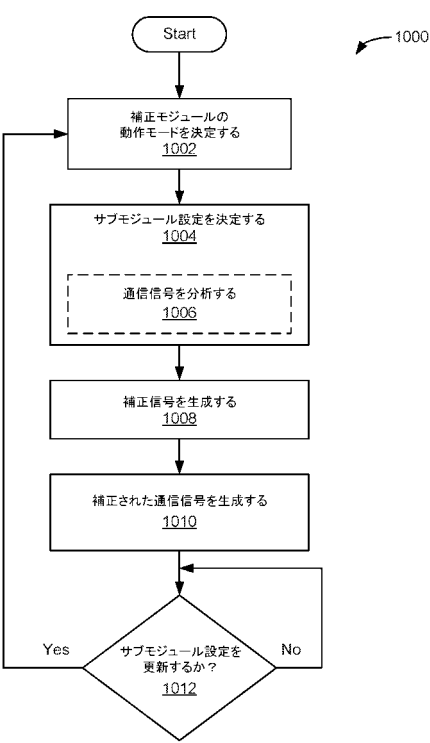 Start
1000
補正モジュールの
動作モードを決定する
1002
サブモジュール設定を決定する
1004
通信信号を分析する
1006
補正信号を生成する
1008
補正された通信信号を生成する
1010
Yes
サブモジュール設定を
更新するか？
1012
No